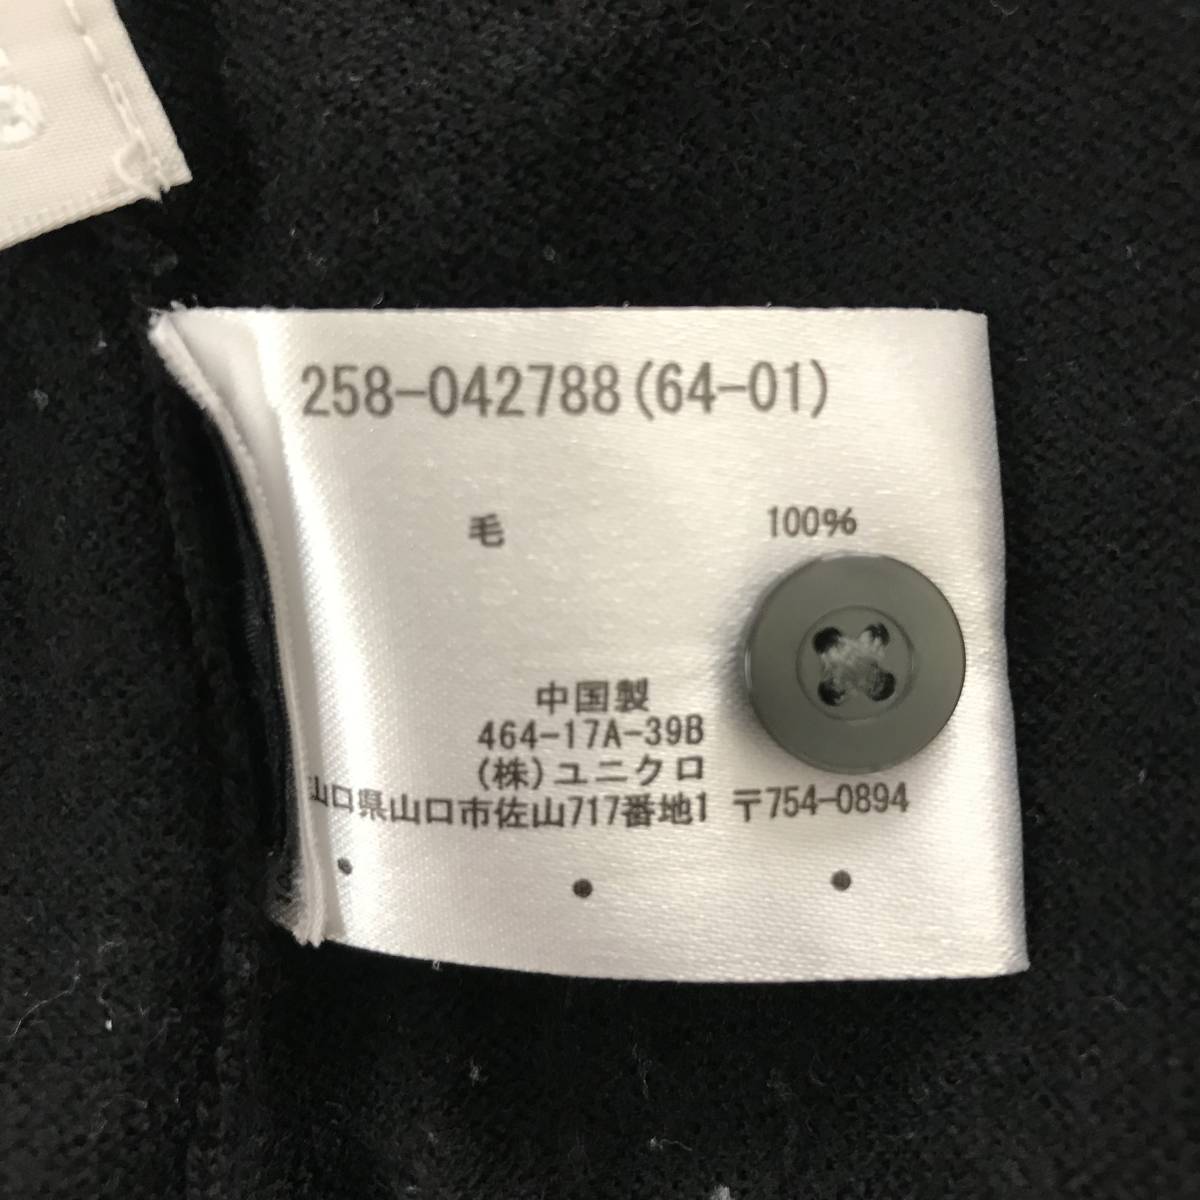 258-042788(64-01)
毛 100%
中国製
464-17A-39B
(株)ユニクロ
山口県山口市佐山717番地1 〒754-0894